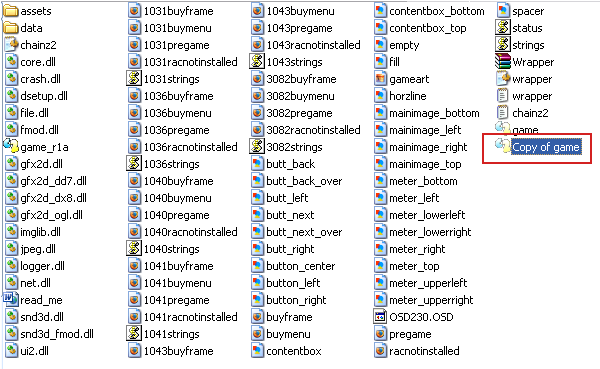 assets
data
chainz2
core.dll
crash.dll
dsetup.dll
file.dll
fmod.dll
game_r1a
gfx2d.dll
gfx2d_dd7.dll
gfx2d_dx8.dll
gfx2d_ogl.dll
imglib.dll
jpeg.dll
logger.dll
net.dll
read_me
snd3d.dll
snd3d_fmod.dll
ui2.dll
1031buyframe
1031buymenu
1031pregame
1031racnotinstalled
1031strings
1036buyframe
1036buymenu
1036pregame
1036racnotinstalled
1036strings
1040buyframe
1040buymenu
1040pregame
1040racnotinstalled
1040strings
1041buyframe
1041buymenu
1041pregame
1041racnotinstalled
1041strings
1043buyframe
1043buymenu
1043pregame
1043racnotinstalled
1043strings
3082buyframe
3082buymenu
3082pregame
3082racnotinstalled
3082strings
butt_back
butt_back_over
butt_left
butt_next
butt_next_over
butt_right
button_center
button_left
button_right
buyframe
buymenu
contentbox
contentbox_bottom
contentbox_top
empty
fill
gameart
horzline
mainimage_bottom
mainimage_left
mainimage_right
mainimage_top
meter_bottom
meter_left
meter_lowerleft
meter_lowerright
meter_right
meter_top
meter_upperleft
meter_upperright
OSD230.OSD
pregame
racnotinstalled
spacer
status
strings
Wrapper
wrapper
wrapper
chainz2
game
Copy of game